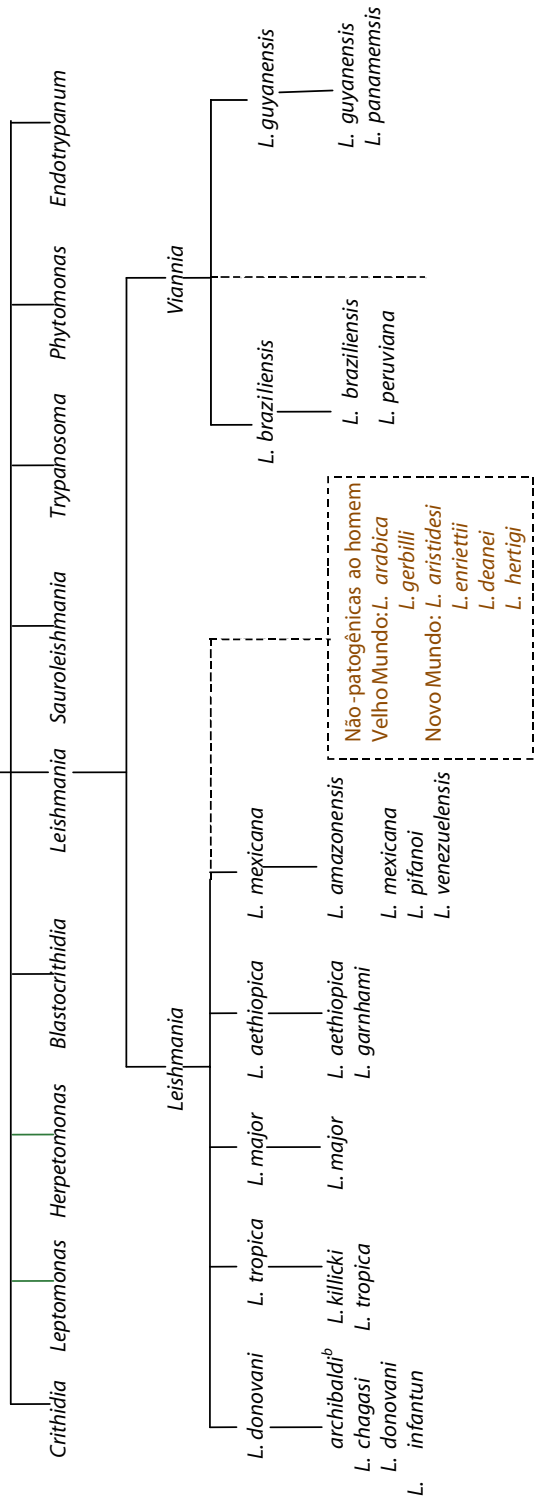 Crithidia Leptomonas Herpetomonas Blastocrithidia Leishmania Sauroleishmania Trypanosoma Phytomonas Endotrypanum
Leishmania Viannia
L. donovani L. tropica L. major L. aethiopica L. mexicana L. braziliensis L. guyanensis
archibaldiᵇ
L. chagasi
L. donovani
L. infantun
L. killicki
L. tropica
L. major
L. aethiopica
L. garnhami
L. amazonensis
L. mexicana
L. pifanoi
L. venezuelensis
Não-patogênicas ao homem
Velho Mundo: L. arabica
L. gerbilli
Novo Mundo: L. aristidesi
L. enriettii
L. deanei
L. hertigi
L. braziliensis
L. peruviana
L. guyanensis
L. panamemsis